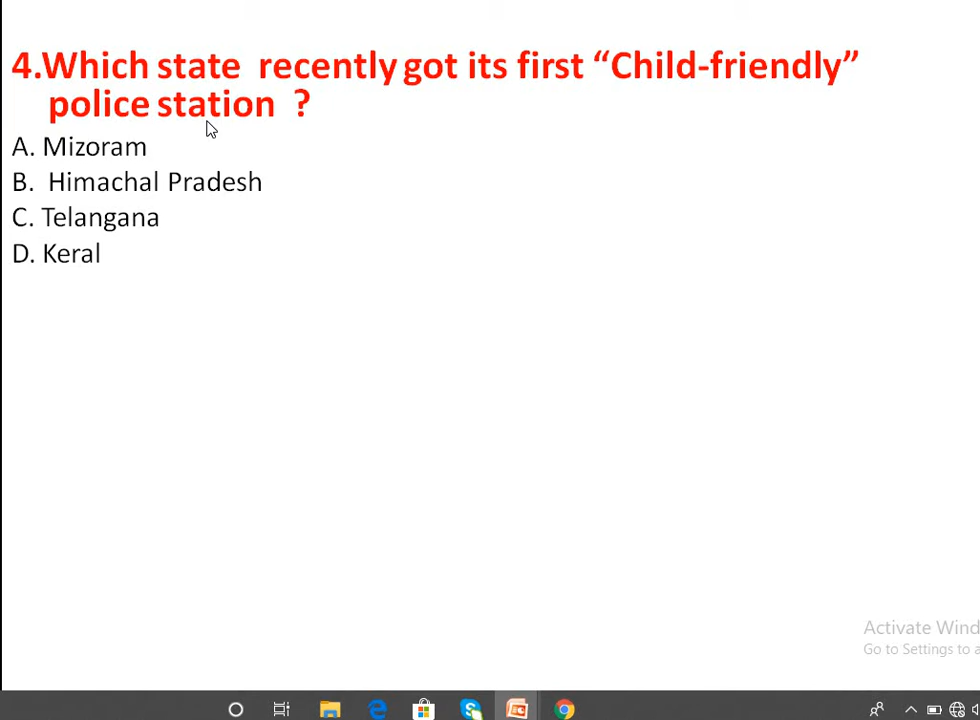 4.Which state  recently got its first “Child-friendly”
police station  ?
A. Mizoram
B.  Himachal Pradesh
C. Telangana
D. Keral
Activate Wind
Go to Settings to a